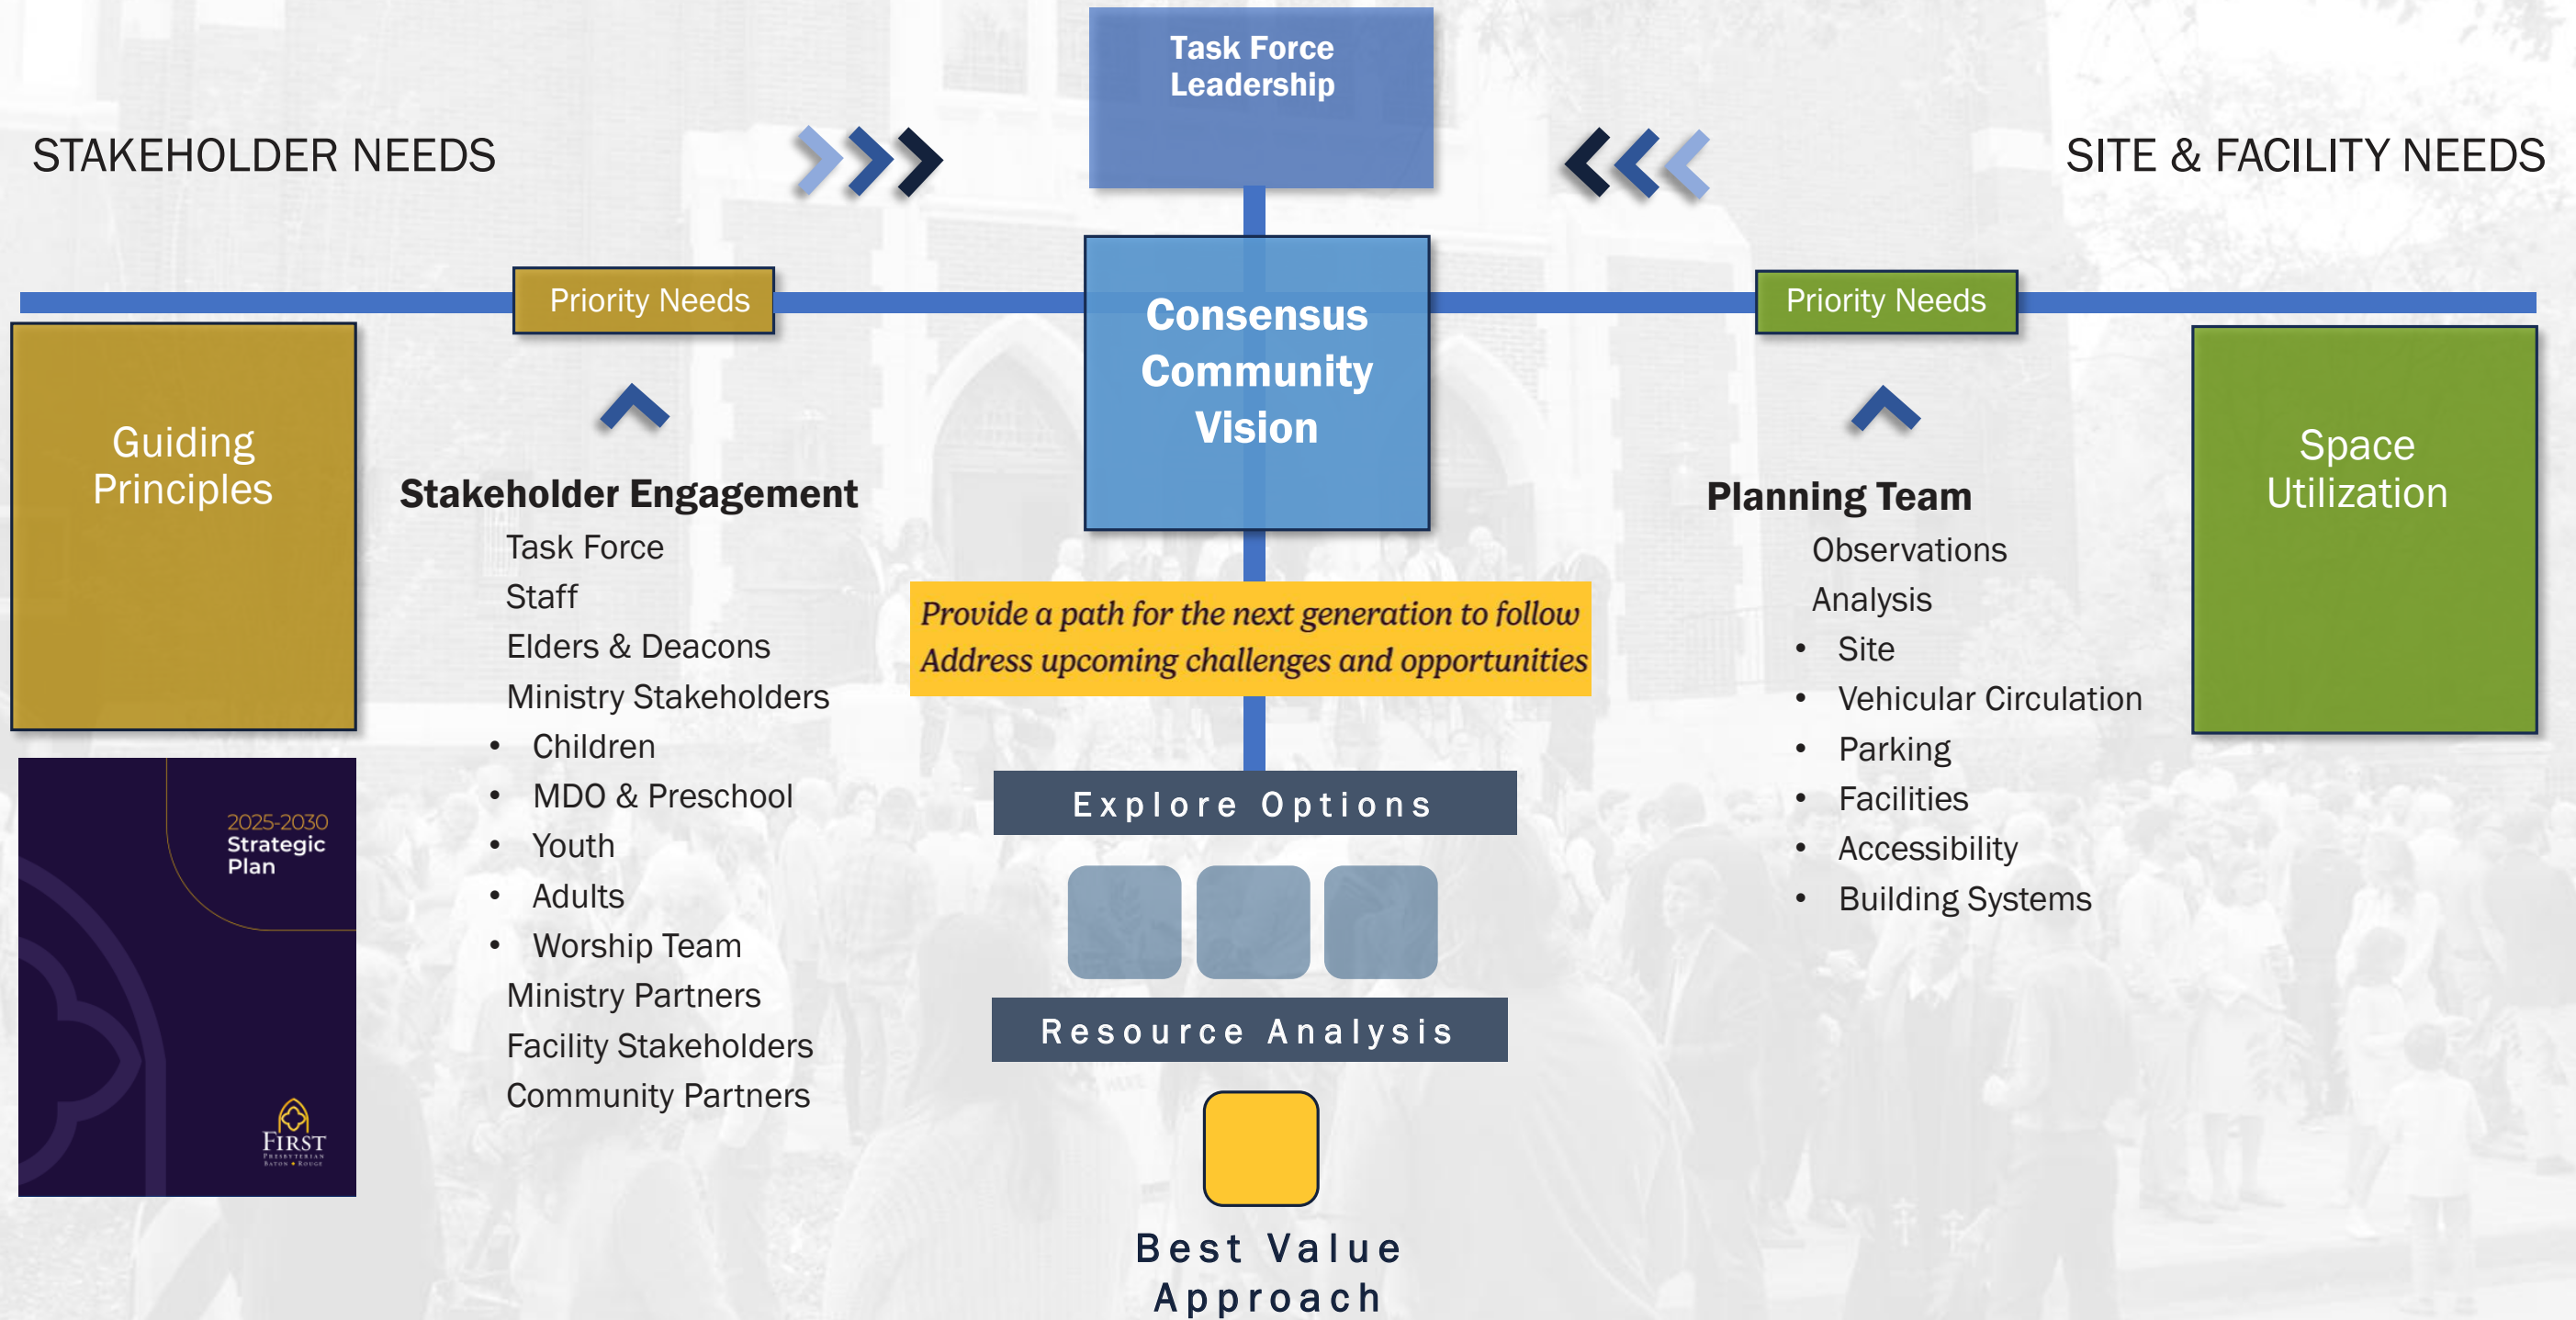 Task Force
Leadership
STAKEHOLDER NEEDS
SITE & FACILITY NEEDS
Priority Needs
Consensus
Community
Vision
Priority Needs
Guiding
Principles
Stakeholder Engagement
Task Force
Staff
Elders & Deacons
Ministry Stakeholders
• Children
• MDO & Preschool
• Youth
• Adults
• Worship Team
Ministry Partners
Facility Stakeholders
Community Partners
2025-2030
Strategic
Plan
FIRST
PRESBYTERIAN
BATON • ROUGE
Provide a path for the next generation to follow
Address upcoming challenges and opportunities
Explore Options
Resource Analysis
Best Value
Approach
Planning Team
Observations
Analysis
• Site
• Vehicular Circulation
• Parking
• Facilities
• Accessibility
• Building Systems
Space
Utilization